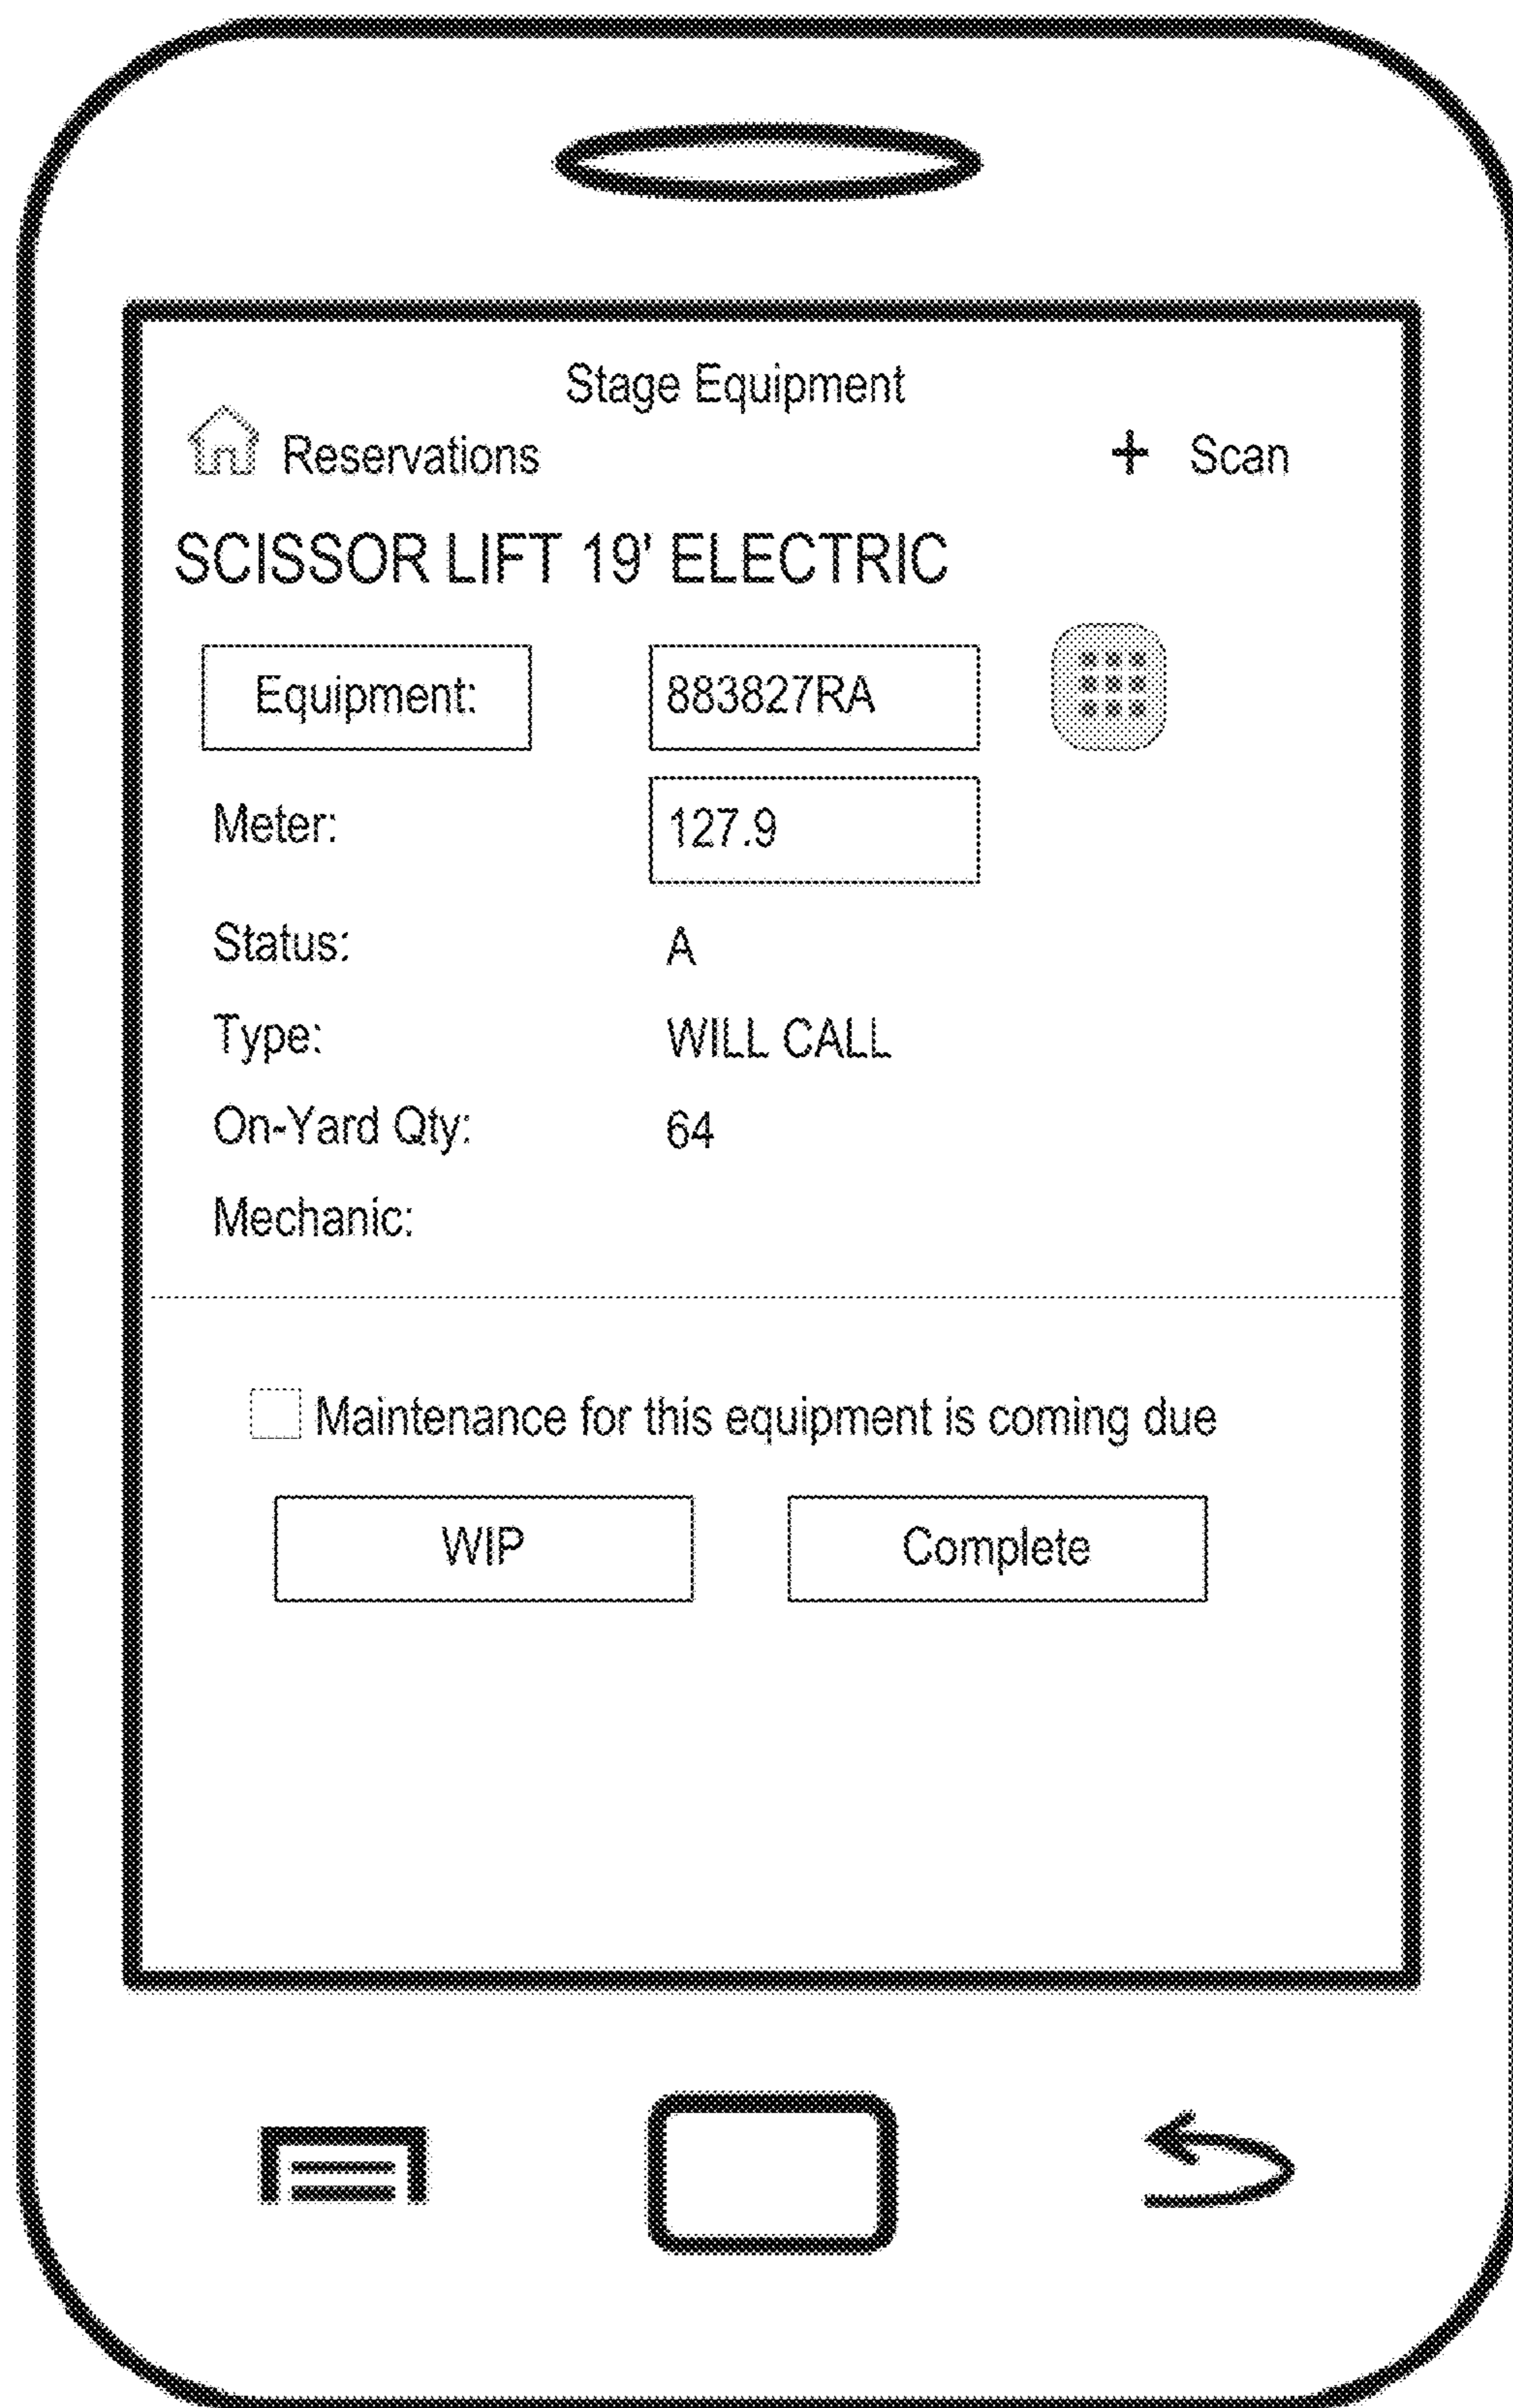 Stage Equipment
Reservations + Scan
SCISSOR LIFT 19' ELECTRIC
Equipment: 883827RA
Meter: 127.9
Status: A
Type: WILL CALL
On-Yard Qty: 64
Mechanic:
Maintenance for this equipment is coming due
WIP Complete